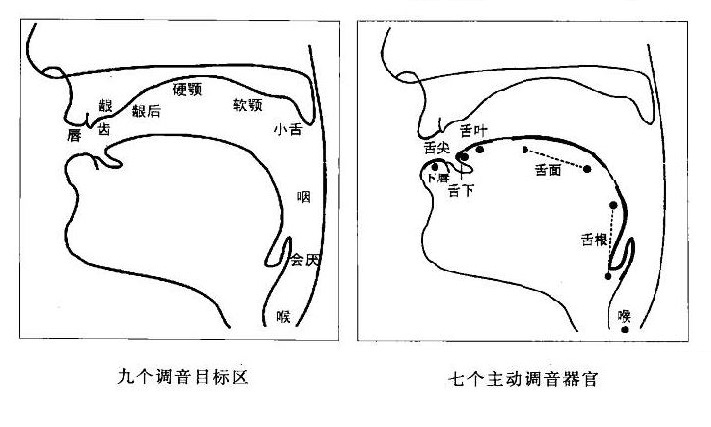 硬颚
龈
龈后
软颚
唇
齿
小舌
咽
会厌
喉
九个调音目标区
舌叶
舌尖
下唇
舌下
舌面
舌根
喉
七个主动调音器官